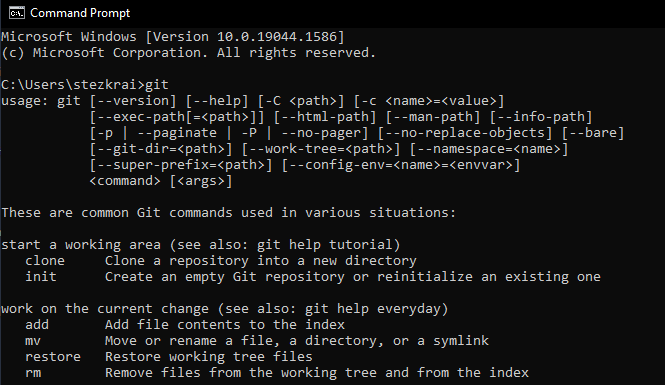 Command Prompt
Microsoft Windows [Version 10.0.19044.1586]
(c) Microsoft Corporation. All rights reserved.
C:\Users\stezkrai>git
usage: git [--version] [--help] [-C <path>] [-c <name>=<value>]
[--exec-path[=<path>]] [--html-path] [--man-path] [--info-path]
[-p | --paginate | -P | --no-pager] [--no-replace-objects] [--bare]
[--git-dir=<path>] [--work-tree=<path>] [--namespace=<name>]
[--super-prefix=<path>] [--config-env=<name>=<envvar>]
<command> [<args>]
These are common Git commands used in various situations:
start a working area (see also: git help tutorial)
clone     Clone a repository into a new directory
init      Create an empty Git repository or reinitialize an existing one
work on the current change (see also: git help everyday)
add       Add file contents to the index
mv        Move or rename a file, a directory, or a symlink
restore   Restore working tree files
rm        Remove files from the working tree and from the index